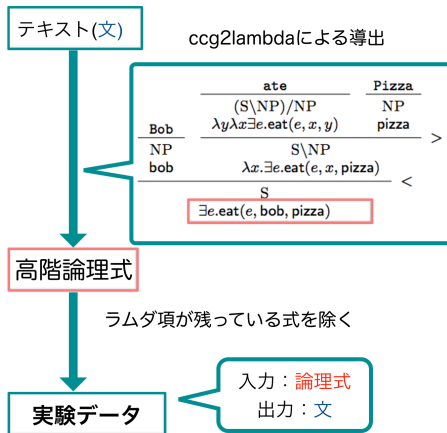 テキスト(文)
ccg2lambdaによる導出
ate Pizza
(S\NP)/NP NP
Bob λyλx∃e.eat(e, x, y) pizza
>
NP S\NP
bob λx.∃e.eat(e, x, pizza)
<
S
∃e.eat(e, bob, pizza)
高階論理式
ラムダ項が残っている式を除く
実験データ
入力：論理式
出力：文